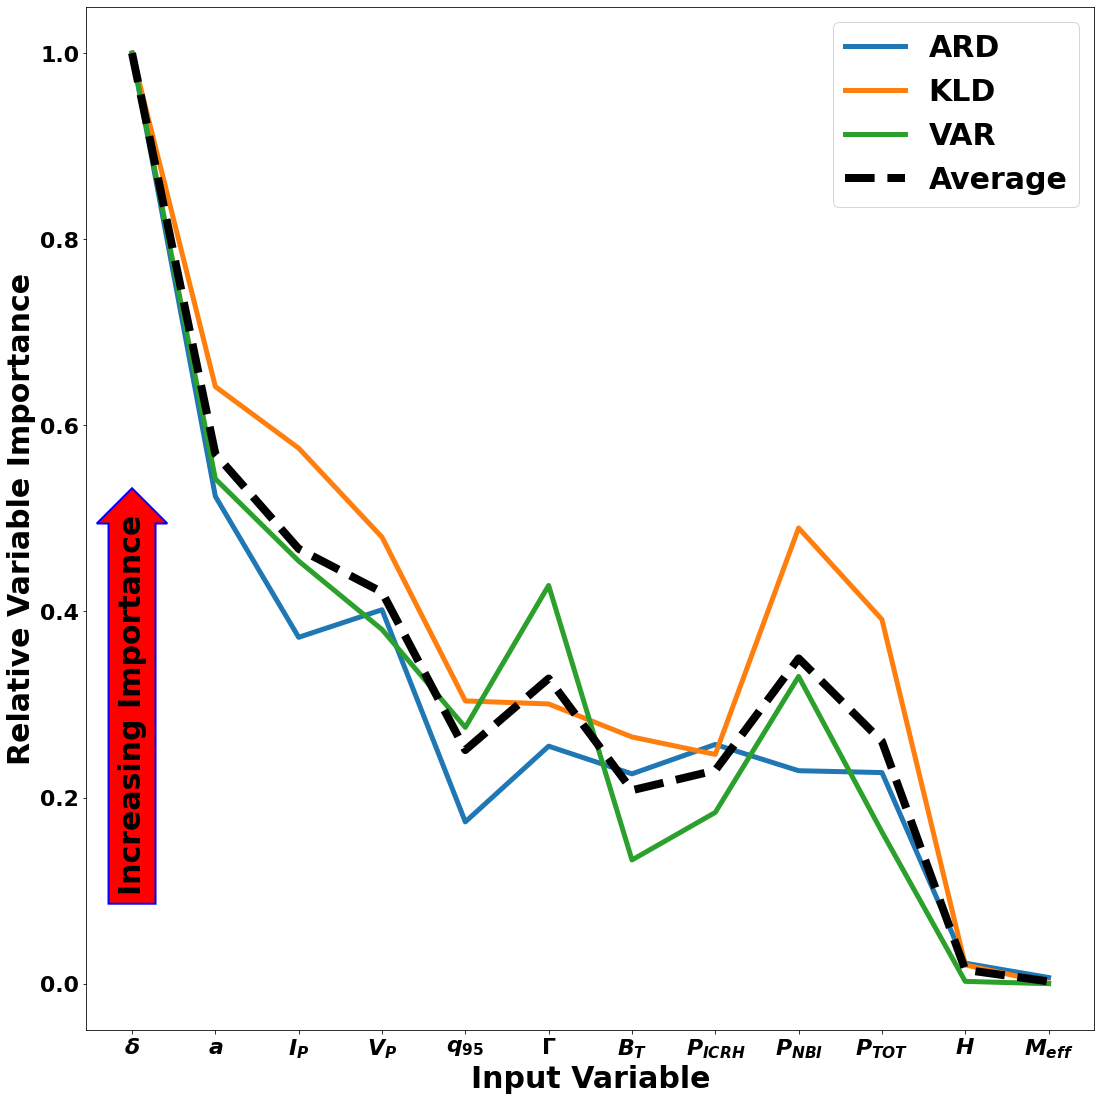 ARD
KLD
VAR
Average
1.0
0.8
0.6
0.4
0.2
0.0
Relative Variable Importance
Increasing Importance
δ a I_P V_P q_95 Γ B_T P_ICRH P_NBI P_TOT H M_eff
Input Variable